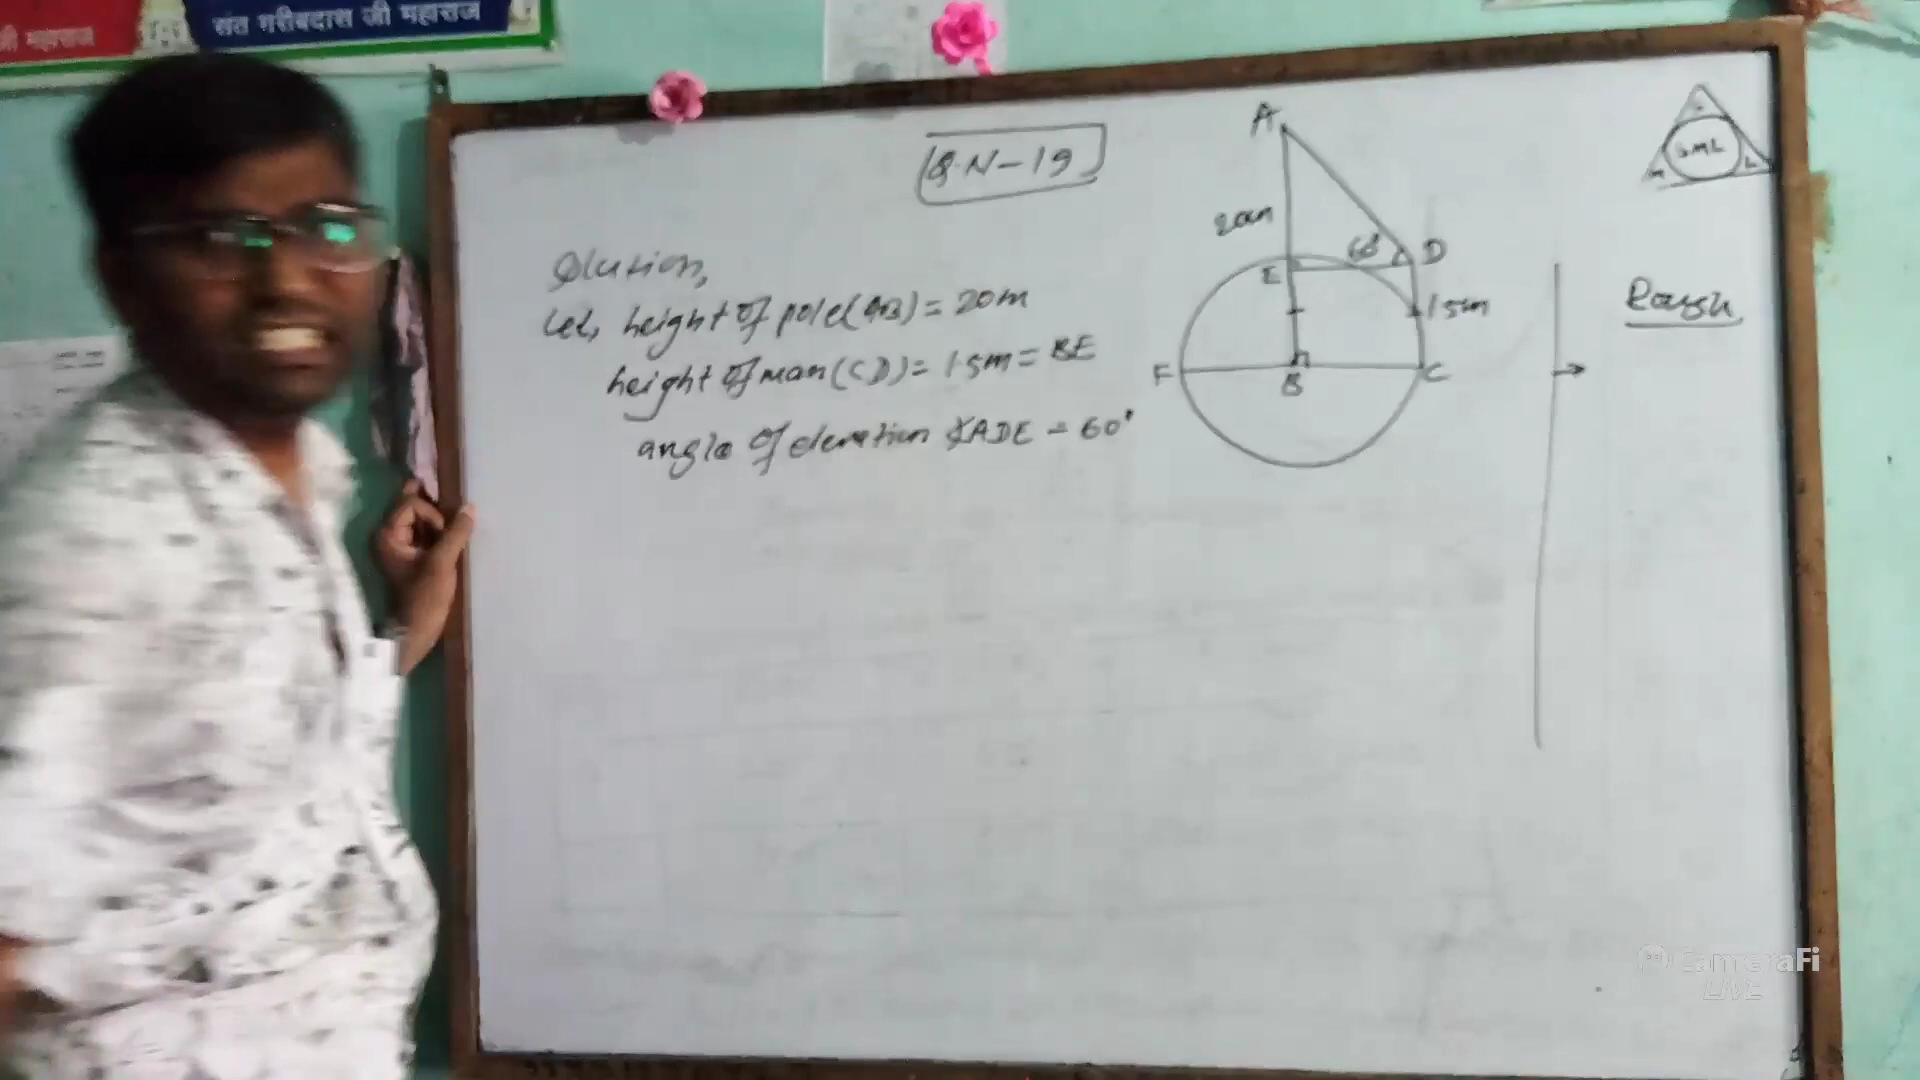 जी महाराज
संत गरीबदास जी महाराज
Q.N-19
Solution,
Let, height of pole(AB) = 20m
height of man (CD) = 1.5m = BE
angle of elevation ∡ADE = 60°
A
20m
60°
D
E
1.5m
F
B
C
SML
Rough
CameraFi
LIVE